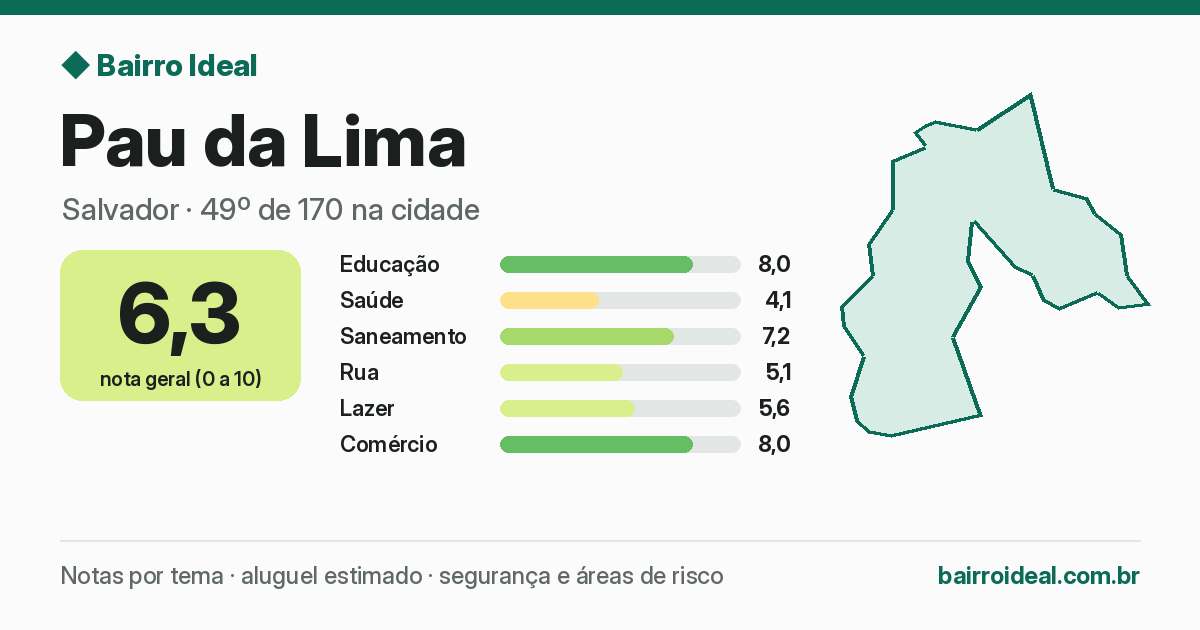 Bairro Ideal
Pau da Lima
Salvador · 49º de 170 na cidade
6,3
nota geral (0 a 10)
Educação 8,0
Saúde 4,1
Saneamento 7,2
Rua 5,1
Lazer 5,6
Comércio 8,0
Notas por tema · aluguel estimado · segurança e áreas de risco
bairroideal.com.br